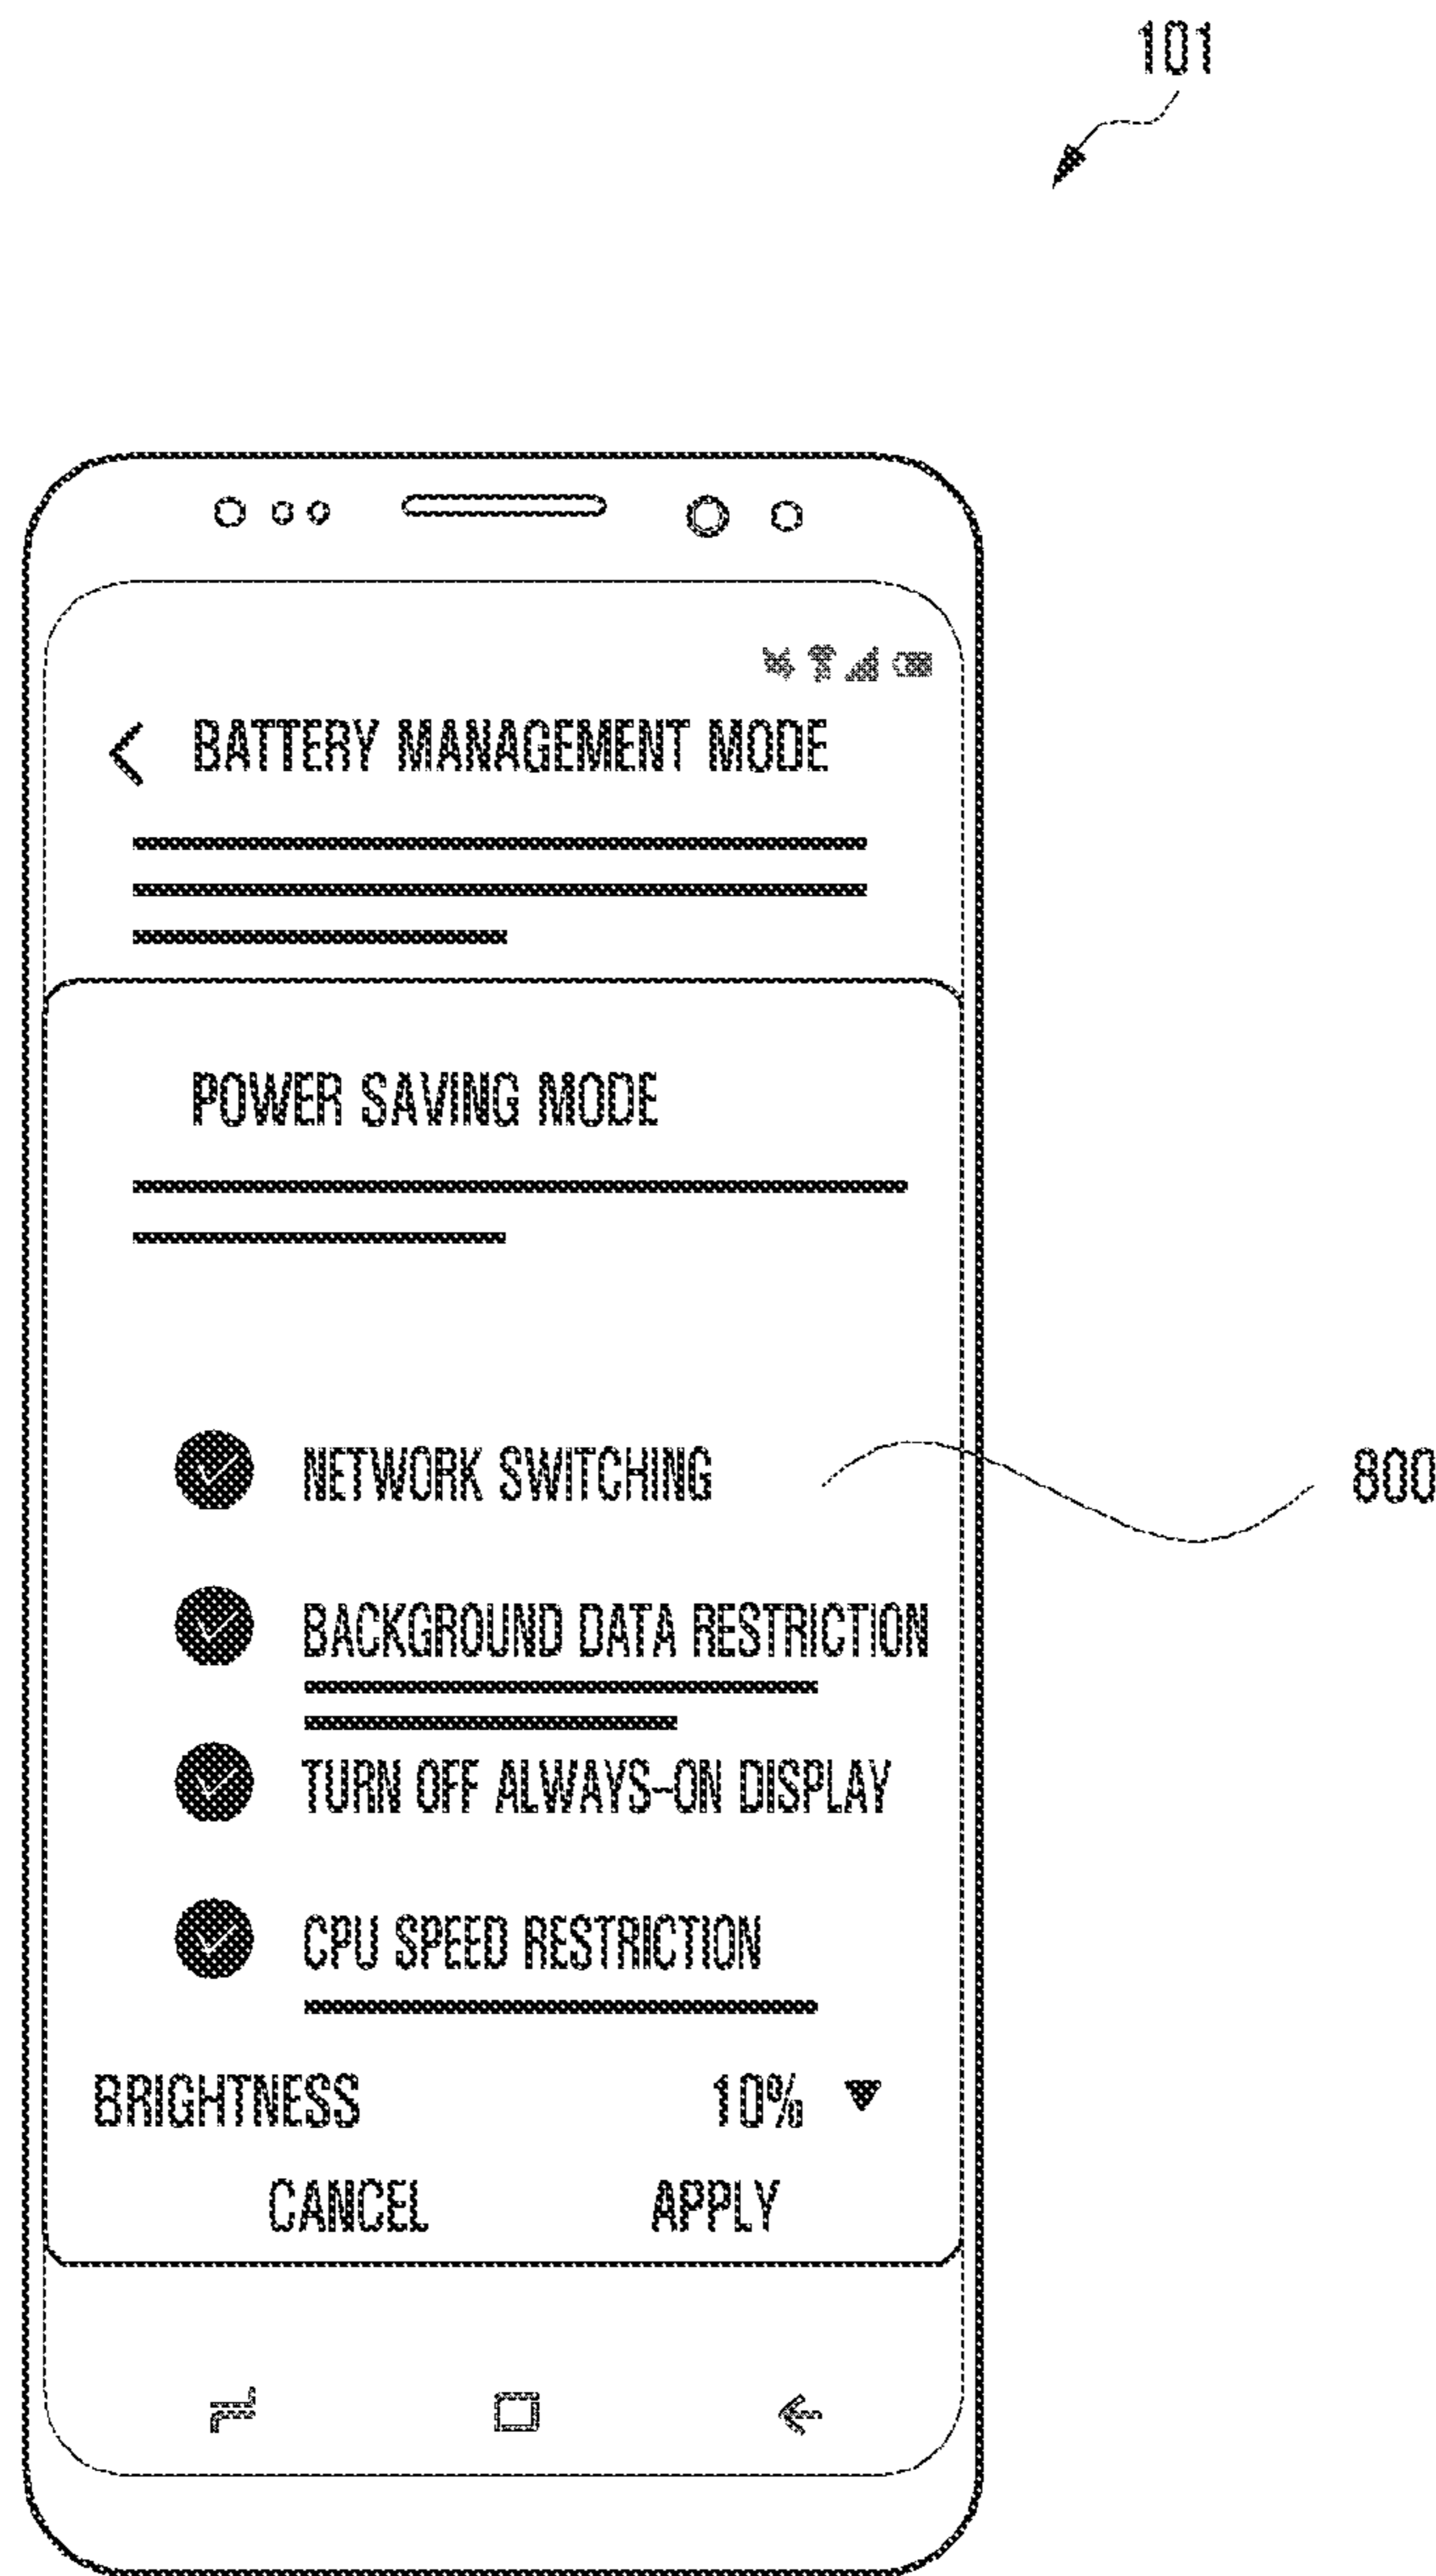 101
BATTERY MANAGEMENT MODE
POWER SAVING MODE
NETWORK SWITCHING
800
BACKGROUND DATA RESTRICTION
TURN OFF ALWAYS-ON DISPLAY
CPU SPEED RESTRICTION
BRIGHTNESS 10%
CANCEL APPLY